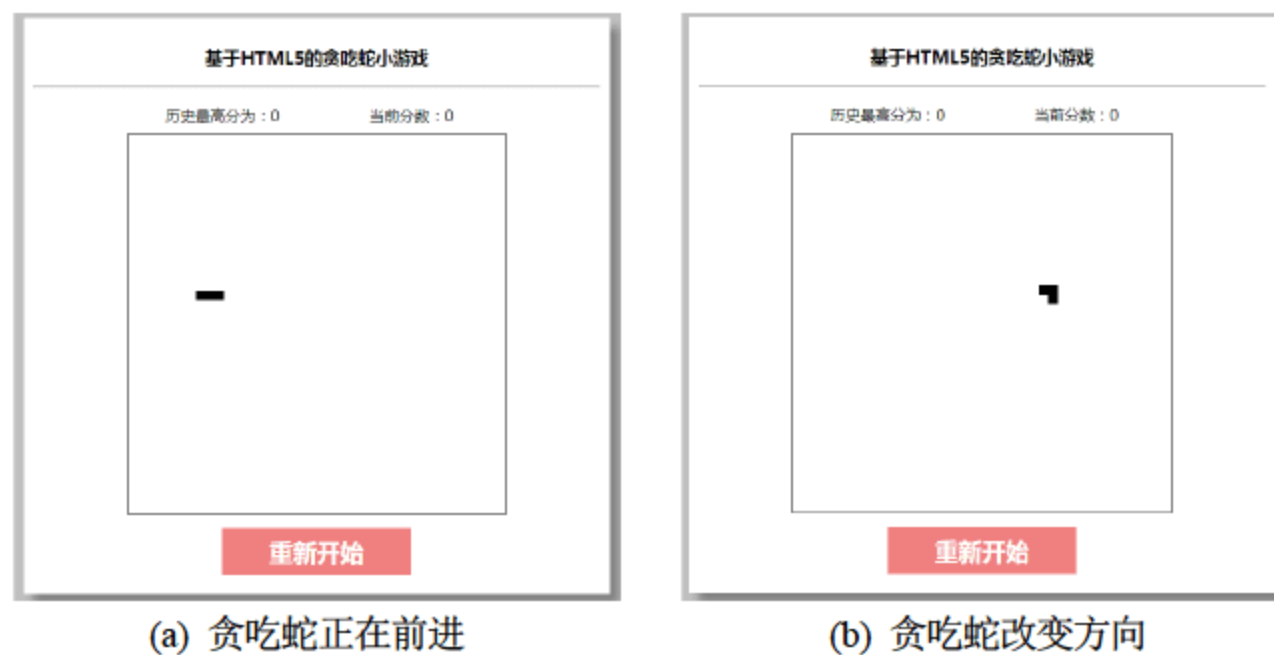 基于HTML5的贪吃蛇小游戏
历史最高分为：0 当前分数：0
重新开始
(a) 贪吃蛇正在前进
基于HTML5的贪吃蛇小游戏
历史最高分为：0 当前分数：0
重新开始
(b) 贪吃蛇改变方向